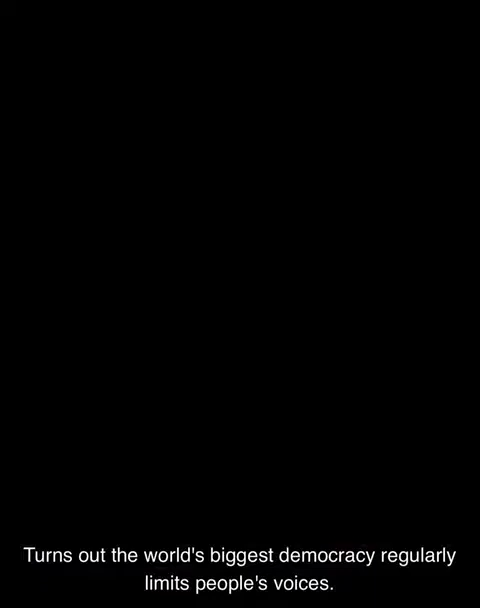 Turns out the world's biggest democracy regularly
limits people's voices.